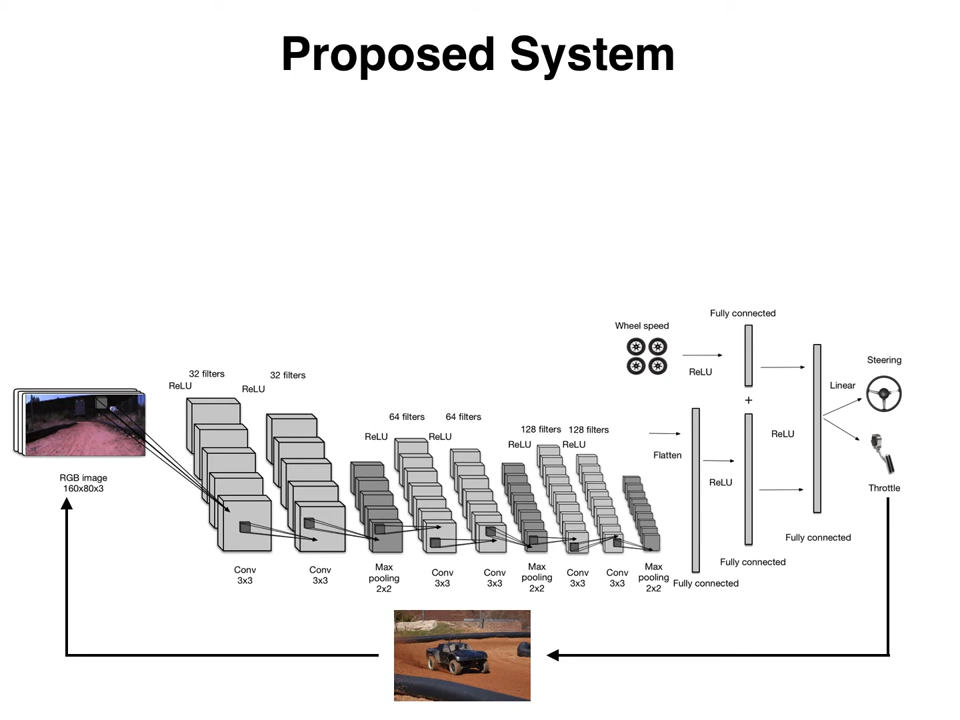 Proposed System
Wheel speed
Fully connected
ReLU
Steering
Linear
+
32 filters
32 filters
ReLU
ReLU
64 filters
64 filters
128 filters
128 filters
ReLU
ReLU
ReLU
ReLU
ReLU
Flatten
ReLU
RGB image
160x80x3
Throttle
Fully connected
Fully connected
Fully connected
Conv
3x3
Conv
3x3
Max
pooling
2x2
Conv
3x3
Conv
3x3
Max
pooling
2x2
Conv
3x3
Conv
3x3
Max
pooling
2x2